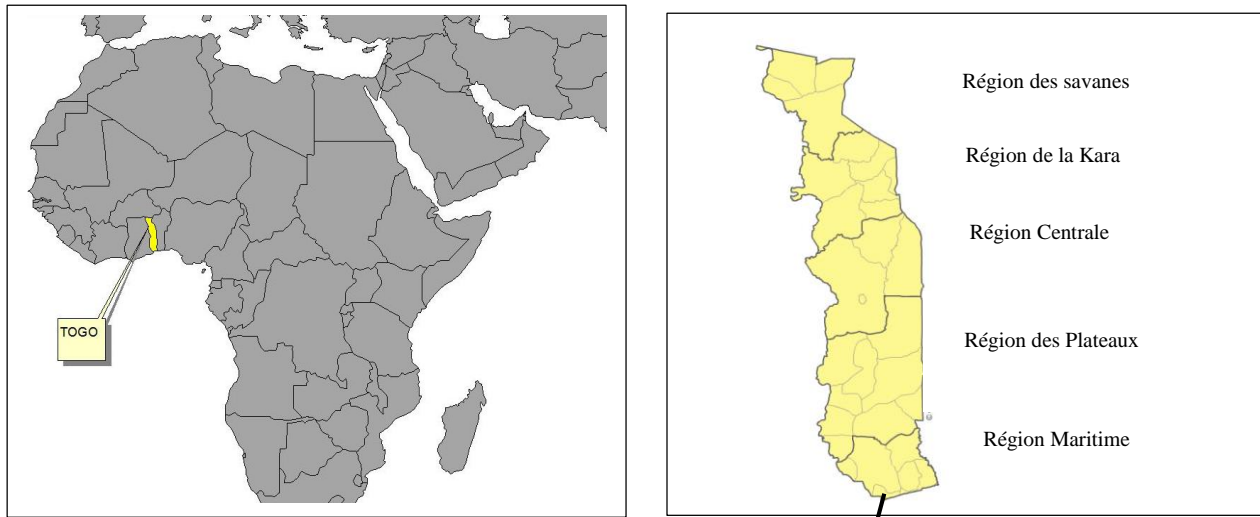 TOGO
Région des savanes
Région de la Kara
Région Centrale
Région des Plateaux
Région Maritime